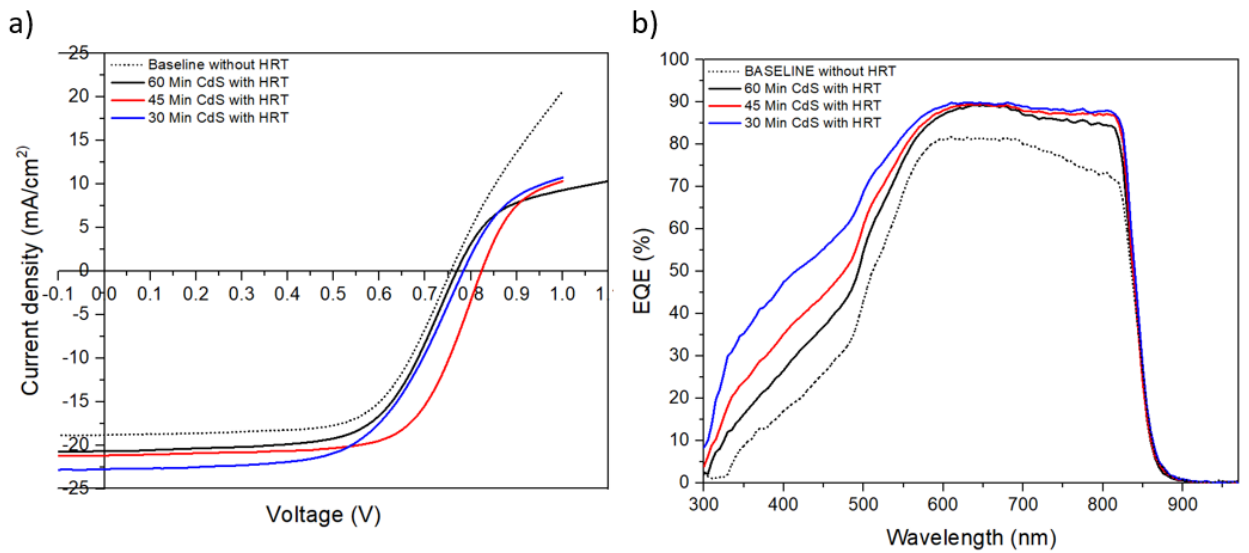 a)
25
20
15
10
5
0
-5
-10
-15
-20
-25
Current density (mA/cm²)
Baseline without HRT
60 Min CdS with HRT
45 Min CdS with HRT
30 Min CdS with HRT
-0.1 0.0 0.1 0.2 0.3 0.4 0.5 0.6 0.7 0.8 0.9 1.0
Voltage (V)
b)
100
90
80
70
60
50
40
30
20
10
0
EQE (%)
BASELINE without HRT
60 Min CdS with HRT
45 Min CdS with HRT
30 Min CdS with HRT
300 400 500 600 700 800 900
Wavelength (nm)